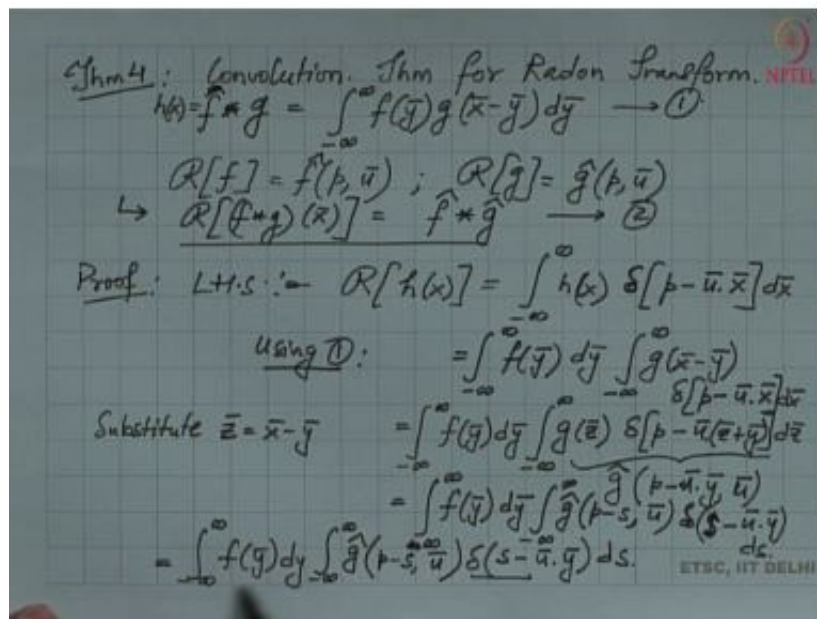 Thm 4: Convolution. Thm for Radon Transform.
NPTEL
h(x) = f * g = ∫_{-∞}^{∞} f(ȳ) g(x̄-ȳ) dȳ → ①
R[f] = f̂(p, ū) ; R[g] = ĝ(p, ū)
↳ R[(f*g)(x̄)] = f̂ * ĝ → ②
Proof: L.H.S :- R[h(x)] = ∫_{-∞}^{∞} h(x) δ[p - ū.x̄] dx̄
Using ①: = ∫_{-∞}^{∞} f(ȳ) dȳ ∫_{-∞}^{∞} g(x̄-ȳ)
δ[p - ū.x̄] dx̄
Substitute z̄ = x̄ - ȳ = ∫_{-∞}^{∞} f(ȳ) dȳ ∫_{-∞}^{∞} g(z̄) δ[p - ū(z̄+ȳ)] dz̄
ĝ(p - ū.ȳ, ū)
= ∫_{-∞}^{∞} f(ȳ) dȳ ∫_{-∞}^{∞} ĝ(p-s, ū) δ(s - ū.ȳ)
ds.
= ∫_{-∞}^{∞} f(ȳ) dy ∫_{-∞}^{∞} ĝ(p-s, ū) δ(s - ū.ȳ) ds.
ETSC, IIT DELHI